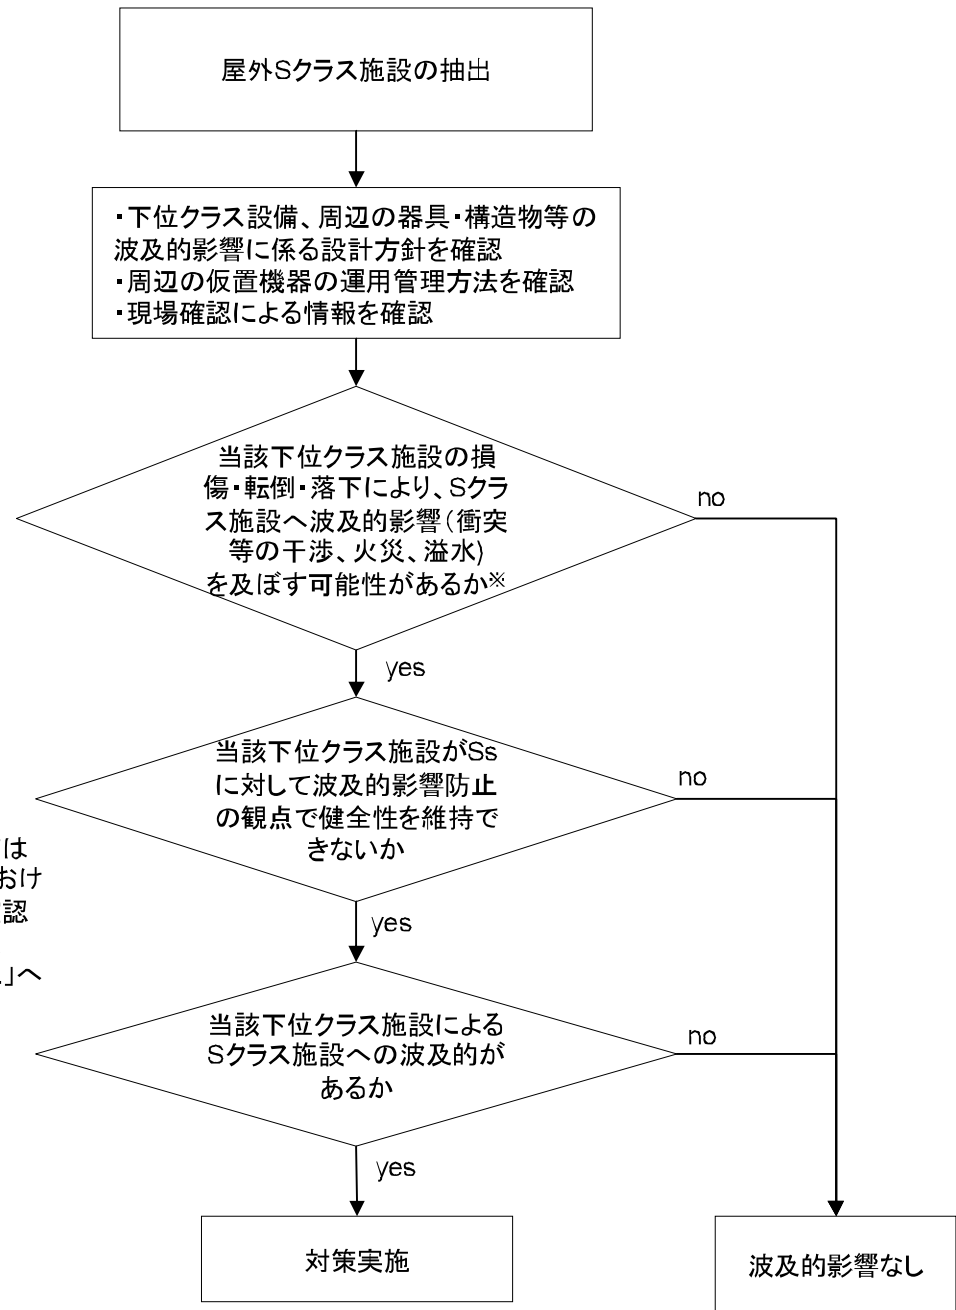 屋外Sクラス施設の抽出
・下位クラス設備、周辺の器具・構造物等の
波及的影響に係る設計方針を確認
・周辺の仮置機器の運用管理方法を確認
・現場確認による情報を確認
当該下位クラス施設の損
傷・転倒・落下により、Sクラ
ス施設へ波及的影響(衝突
等の干渉、火災、溢水)
を及ぼす可能性があるか※
no
yes
当該下位クラス施設がSs
に対して波及的影響防止
の観点で健全性を維持で
きないか
no
yes
は
おけ
認
」へ
当該下位クラス施設による
Sクラス施設への波及的が
あるか
no
yes
対策実施
波及的影響なし